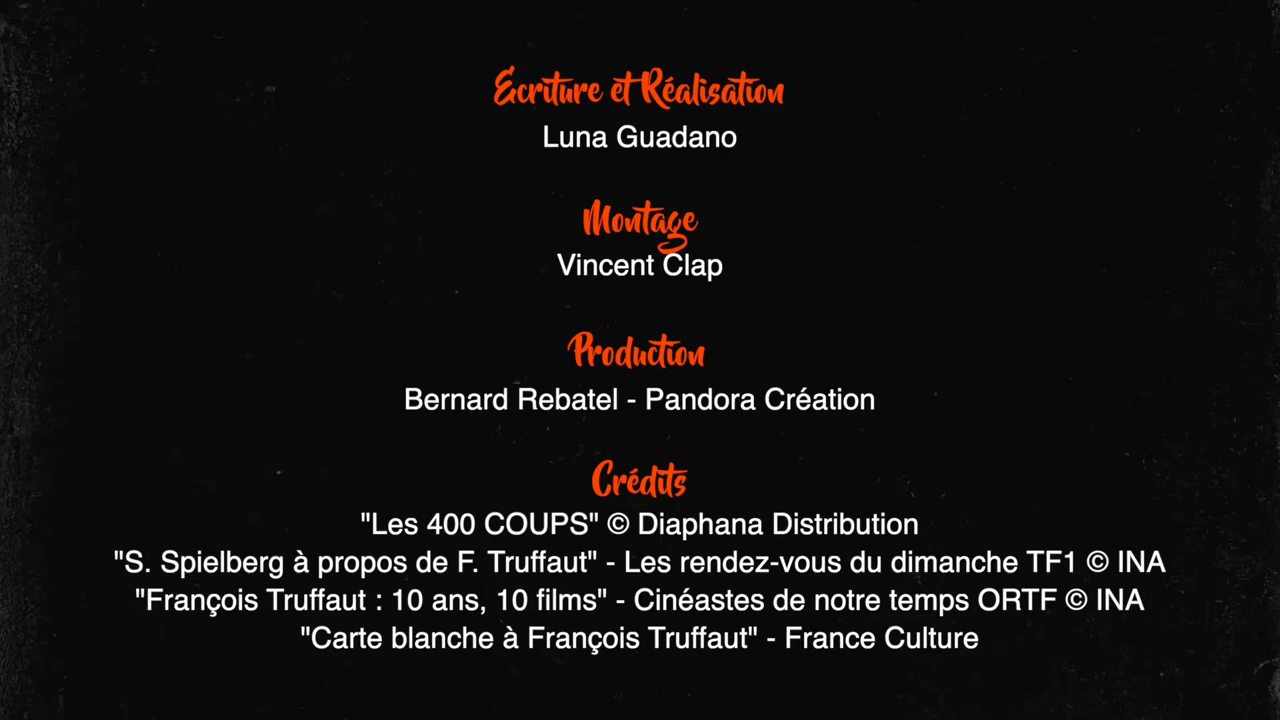 Ecriture et Réalisation
Luna Guadano
Montage
Vincent Clap
Production
Bernard Rebatel - Pandora Création
Crédits
"Les 400 COUPS" © Diaphana Distribution
"S. Spielberg à propos de F. Truffaut" - Les rendez-vous du dimanche TF1 © INA
"François Truffaut : 10 ans, 10 films" - Cinéastes de notre temps ORTF © INA
"Carte blanche à François Truffaut" - France Culture